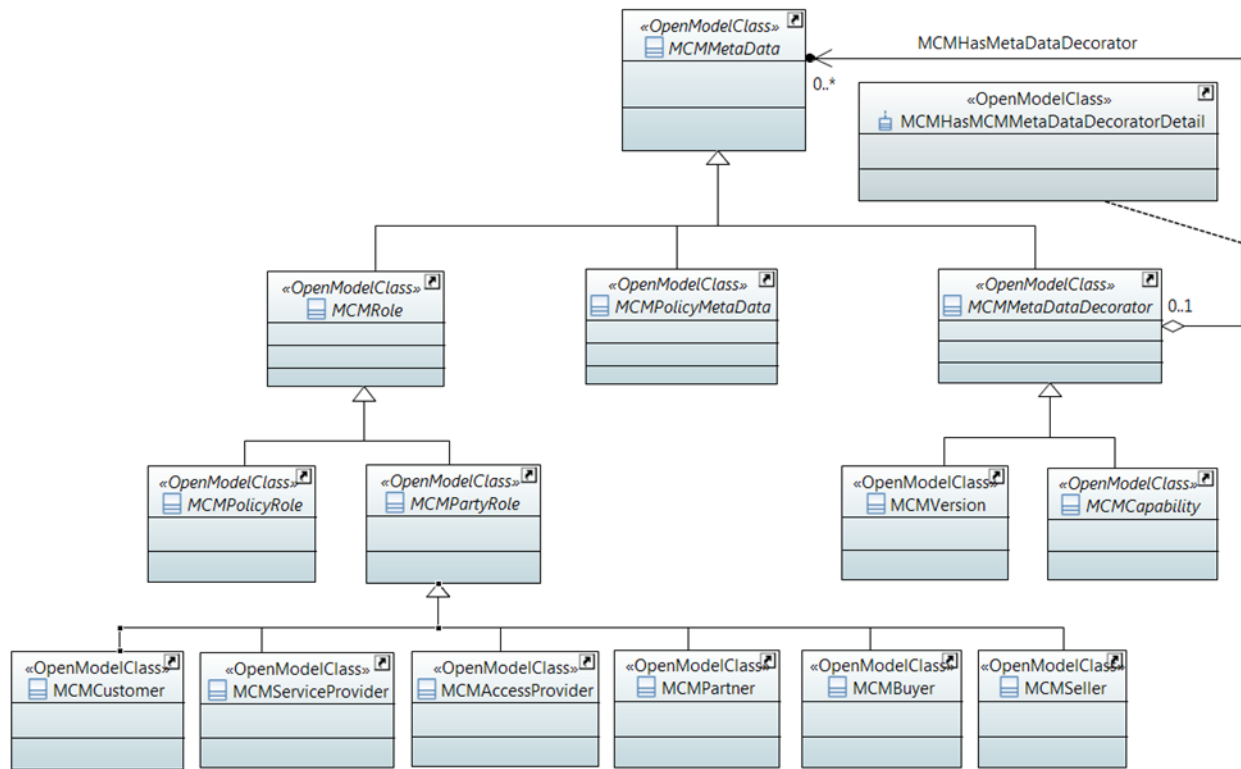 «OpenModelClass»
MCMMetaData
MCMHasMetaDataDecorator
0..*
«OpenModelClass»
MCMHasMCMMetaDataDecoratorDetail
«OpenModelClass»
MCMRole
«OpenModelClass»
MCMPolicyMetaData
«OpenModelClass»
MCMMetaDataDecorator
0..1
«OpenModelClass»
MCMPolicyRole
«OpenModelClass»
MCMPartyRole
«OpenModelClass»
MCMVersion
«OpenModelClass»
MCMCapability
«OpenModelClass»
MCMCustomer
«OpenModelClass»
MCMServiceProvider
«OpenModelClass»
MCMAccessProvider
«OpenModelClass»
MCMPartner
«OpenModelClass»
MCMBuyer
«OpenModelClass»
MCMSeller